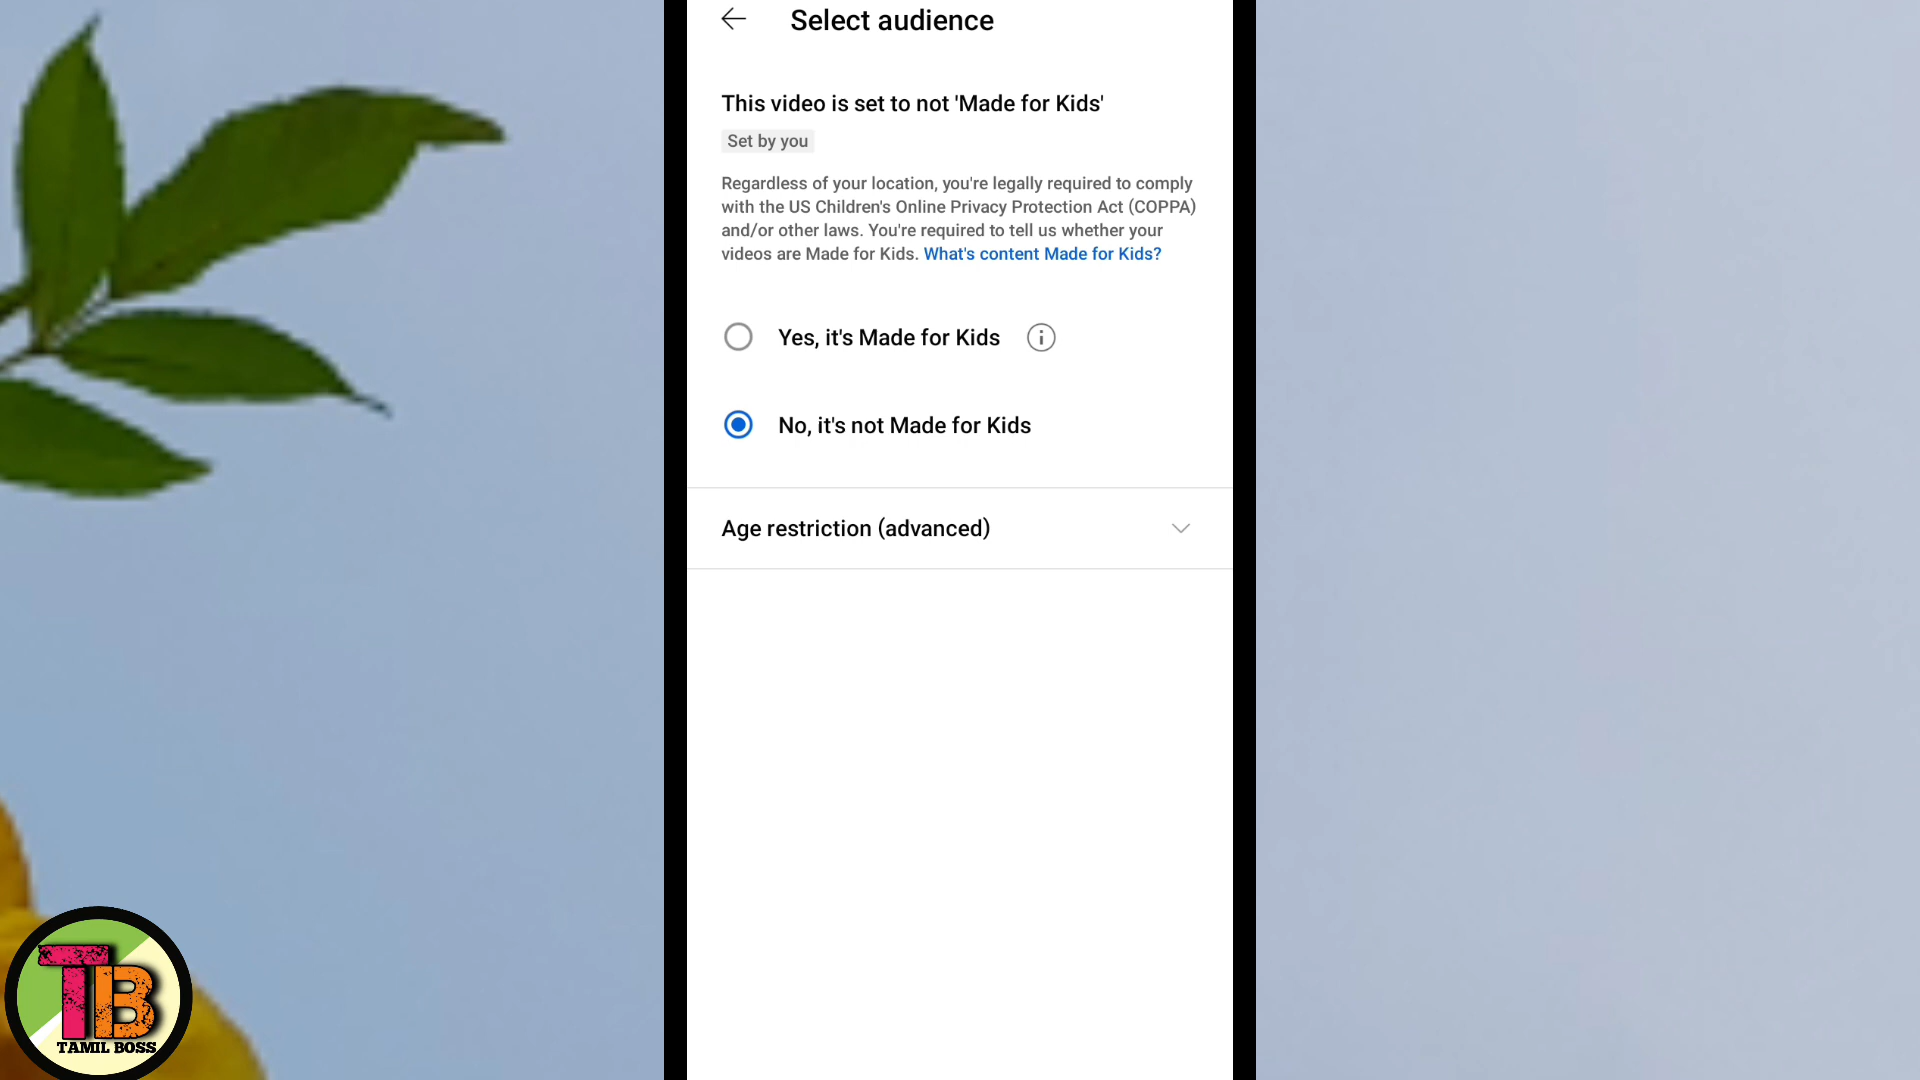 Select audience
This video is set to not 'Made for Kids'
Set by you
Regardless of your location, you're legally required to comply
with the US Children's Online Privacy Protection Act (COPPA)
and/or other laws. You're required to tell us whether your
videos are Made for Kids. What's content Made for Kids?
Yes, it's Made for Kids
No, it's not Made for Kids
Age restriction (advanced)
TB
TAMIL BOSS